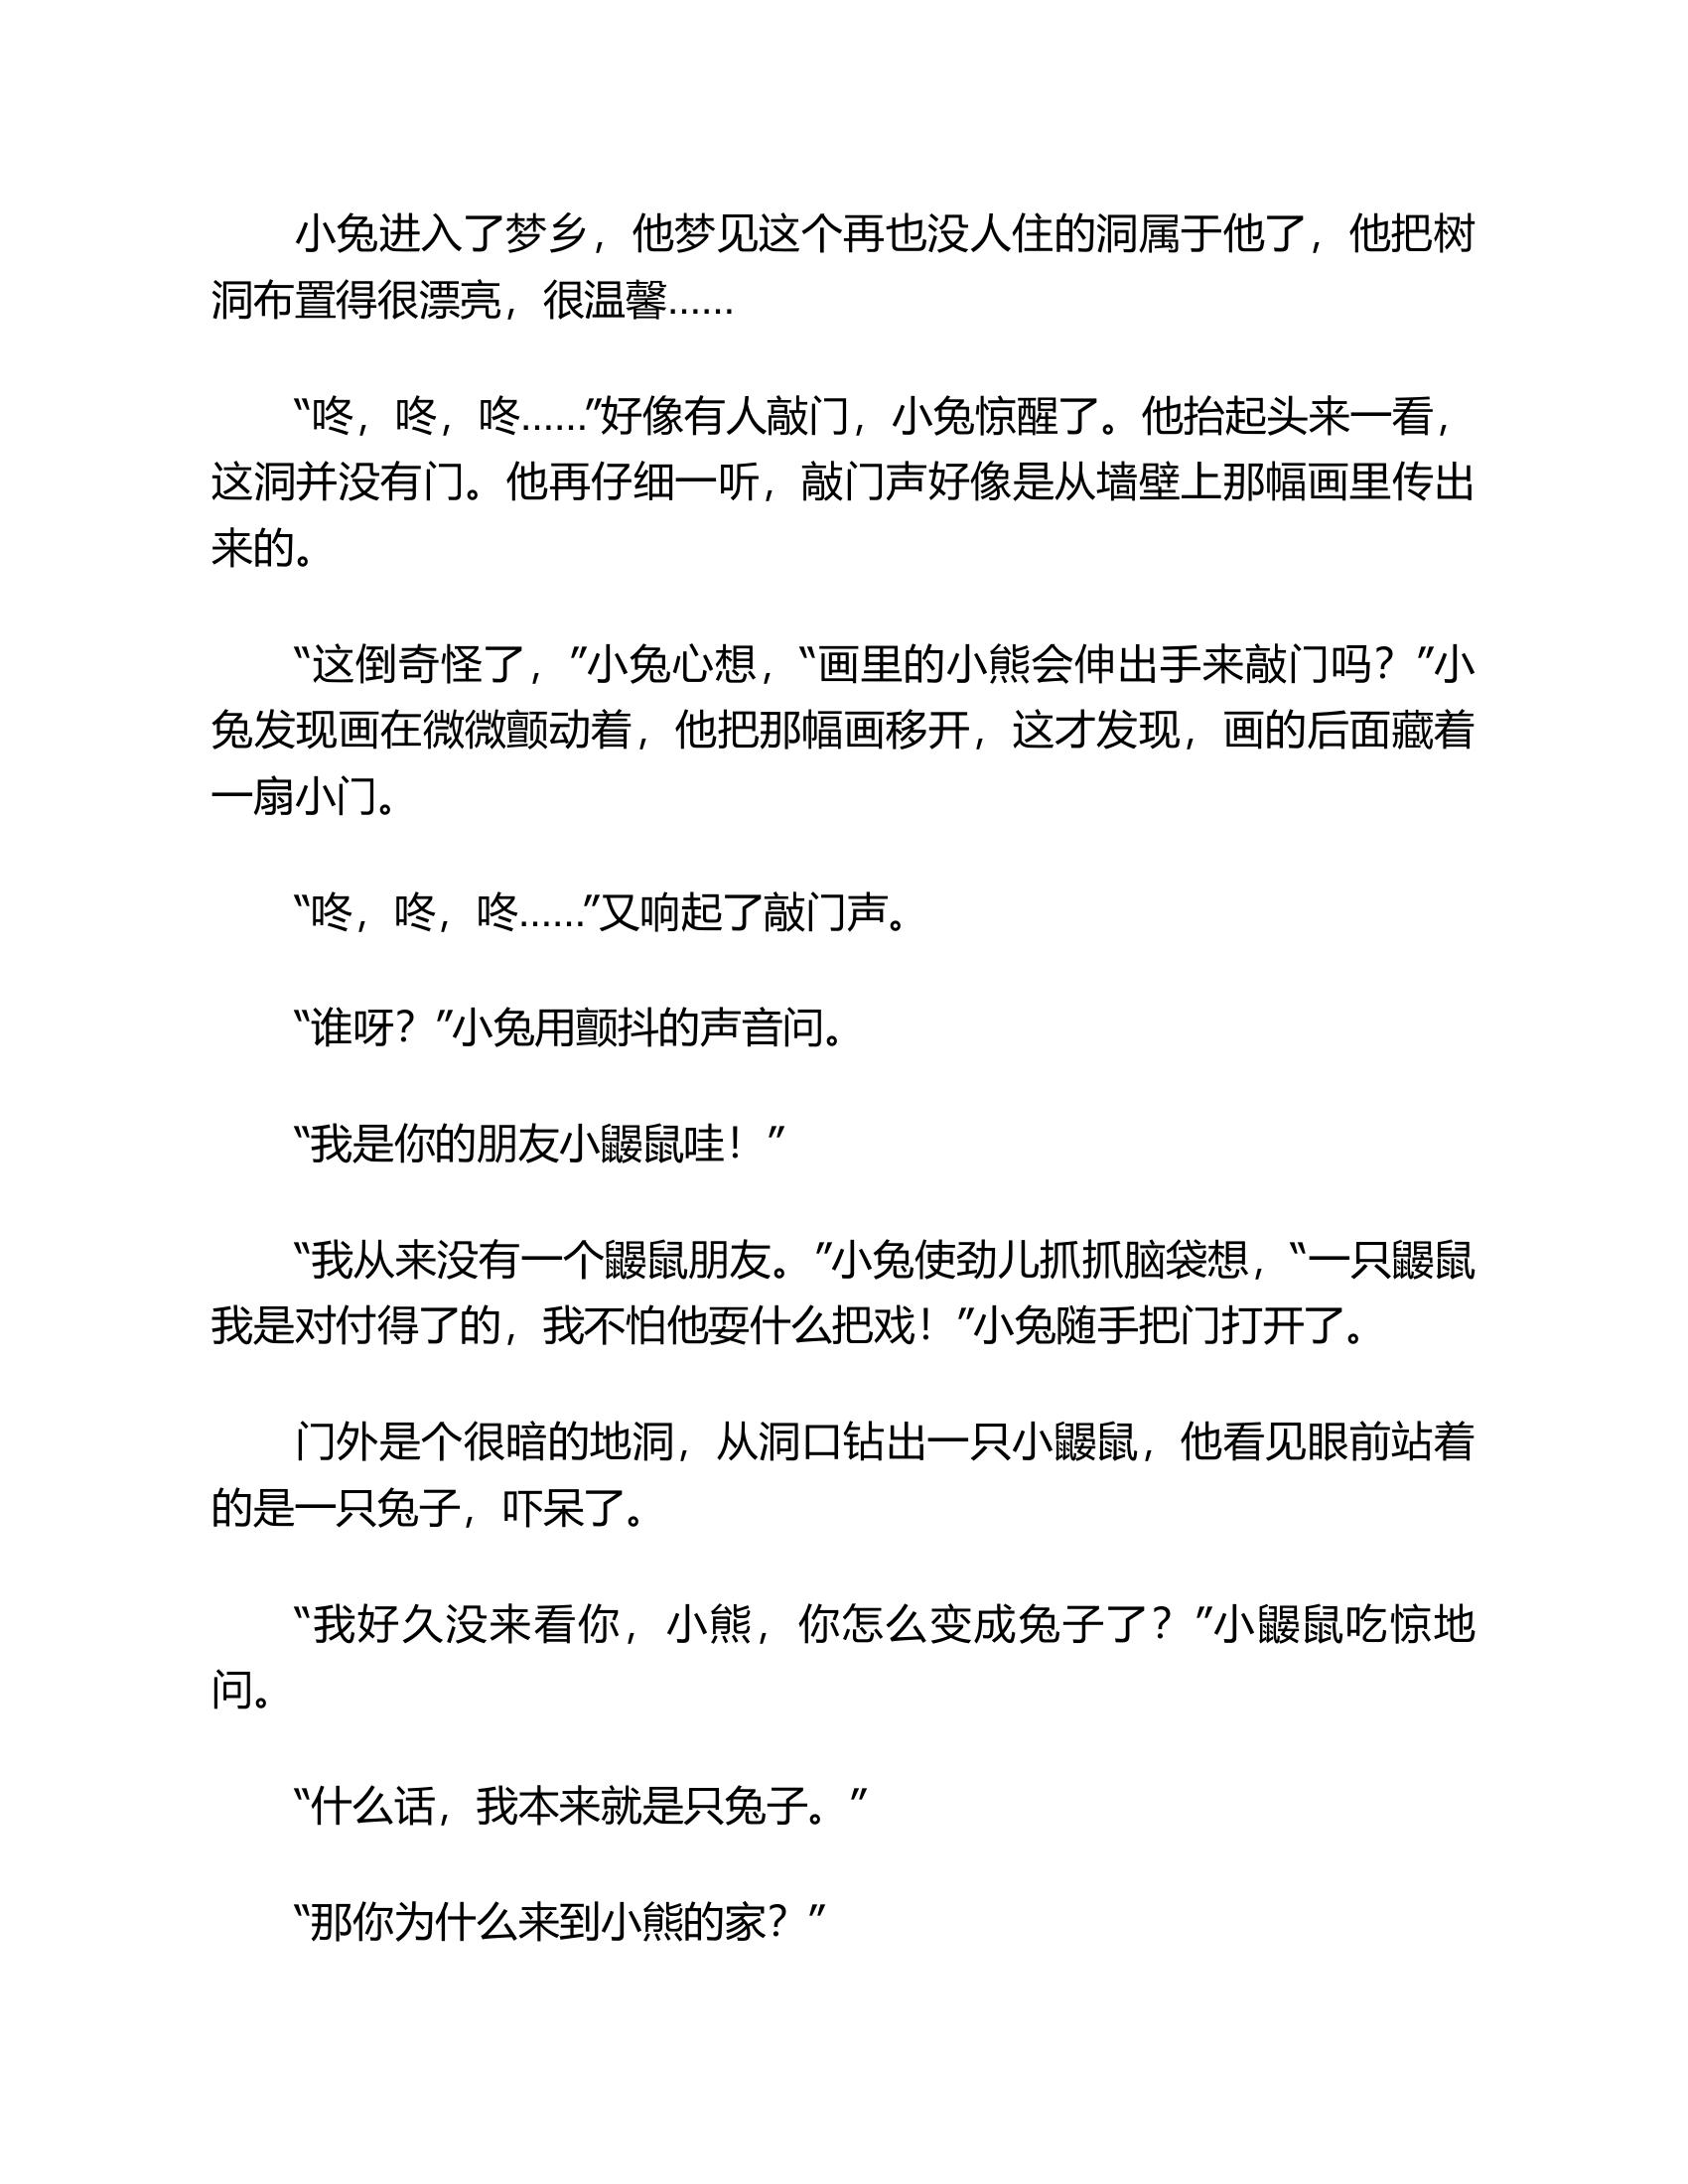 小兔进入了梦乡，他梦见这个再也没人住的洞属于他了，他把树
洞布置得很漂亮，很温馨……
“咚，咚，咚……”好像有人敲门，小兔惊醒了。他抬起头来一看，
这洞并没有门。他再仔细一听，敲门声好像是从墙壁上那幅画里传出
来的。
“这倒奇怪了，”小兔心想，“画里的小熊会伸出手来敲门吗？”小
兔发现画在微微颤动着，他把那幅画移开，这才发现，画的后面藏着
一扇小门。
“咚，咚，咚……”又响起了敲门声。
“谁呀？”小兔用颤抖的声音问。
“我是你的朋友小鼹鼠哇！”
“我从来没有一个鼹鼠朋友。”小兔使劲儿抓抓脑袋想，“一只鼹鼠
我是对付得了的，我不怕他耍什么把戏！”小兔随手把门打开了。
门外是个很暗的地洞，从洞口钻出一只小鼹鼠，他看见眼前站着
的是一只兔子，吓呆了。
“我好久没来看你，小熊，你怎么变成兔子了？”小鼹鼠吃惊地
问。
“什么话，我本来就是只兔子。”
“那你为什么来到小熊的家？”